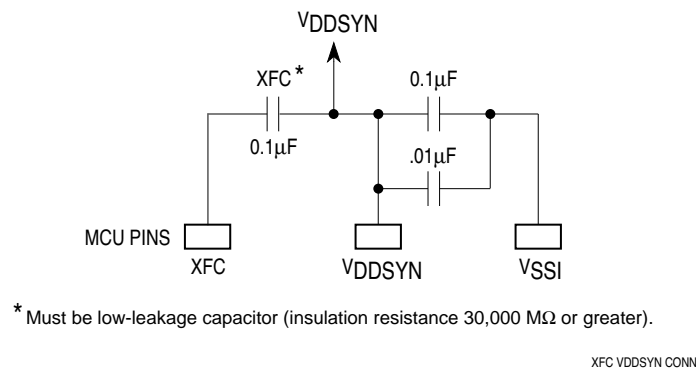 VDDSYN
XFC*
0.1μF
0.1μF
.01μF
MCU PINS
XFC
VDDSYN
VSSI
* Must be low-leakage capacitor (insulation resistance 30,000 MΩ or greater).
XFC VDDSYN CONN